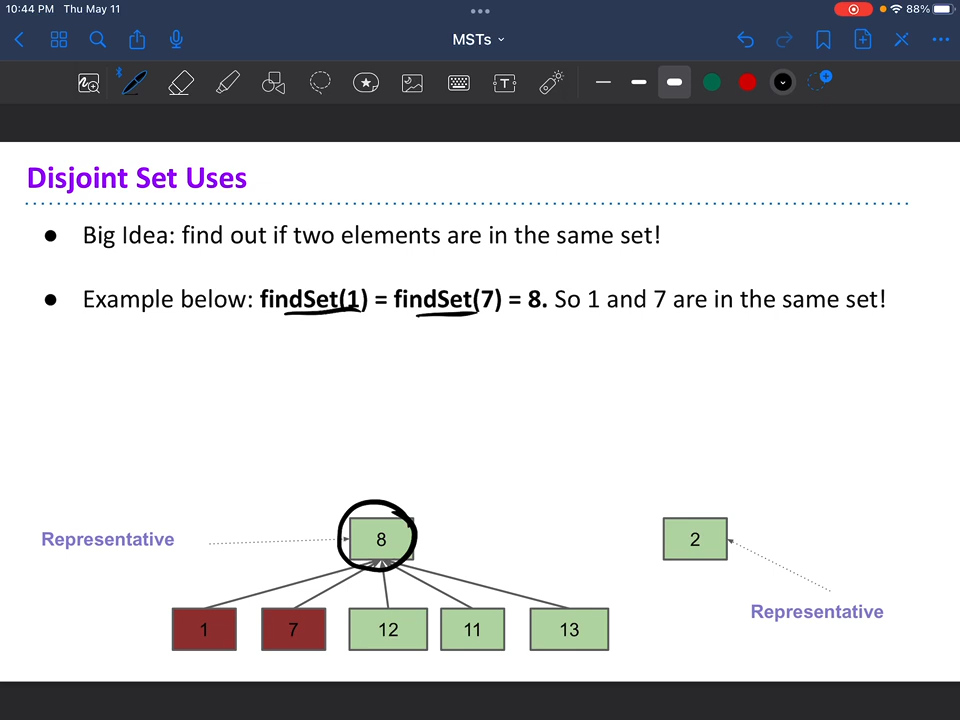 10:44 PM Thu May 11
88%
MSTs
T
Disjoint Set Uses
● Big Idea: find out if two elements are in the same set!
● Example below: findSet(1) = findSet(7) = 8. So 1 and 7 are in the same set!
Representative
8
2
Representative
1 7 12 11 13